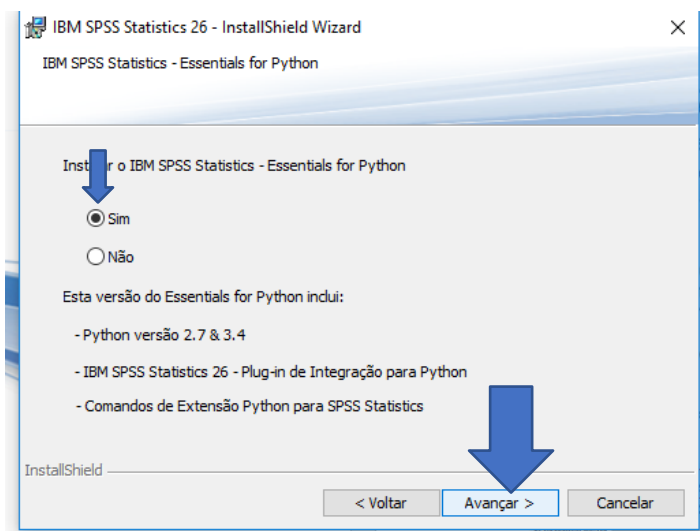 IBM SPSS Statistics 26 - InstallShield Wizard
IBM SPSS Statistics - Essentials for Python
o IBM SPSS Statistics - Essentials for Python
Sim
Não
Esta versão do Essentials for Python inclui:
- Python versão 2.7 & 3.4
- IBM SPSS Statistics 26 - Plug-in de Integração para Python
- Comandos de Extensão Python para SPSS Statistics
InstallShield
< Voltar
Avançar >
Cancelar